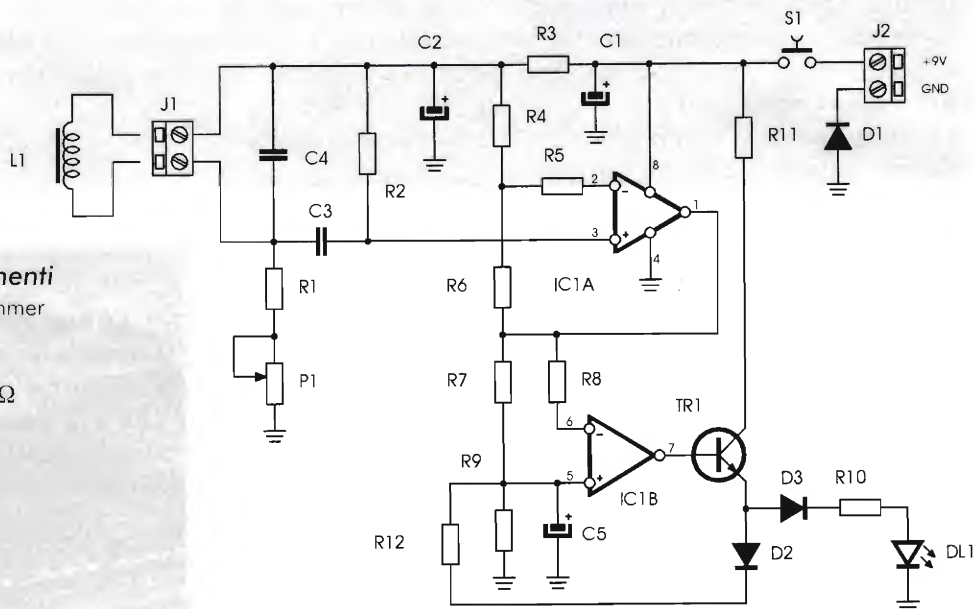 S1
J2
C2
R3
C1
+9V
GND
J1
R4
R11
D1
L1
C4
R2
R5
8
2
-
1
C3
3
+
4
nenti
mmer
R1
R6
IC1A
Ω
P1
R7
R8
TR1
6
-
7
R9
5
+
IC1B
D3
R10
R12
C5
D2
DL1